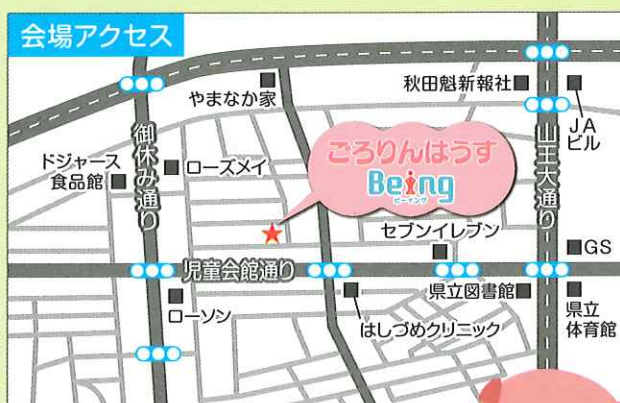 会場アクセス
やまなか家
秋田魁新報社
JA
ビル
御休み通り
山王大通り
ドジャース
食品館
ローズメイ
ごろりんはうす
Being
ビーイング
セブンイレブン
GS
児童会館通り
県立図書館
県立
体育館
ローソン
はしづめクリニック